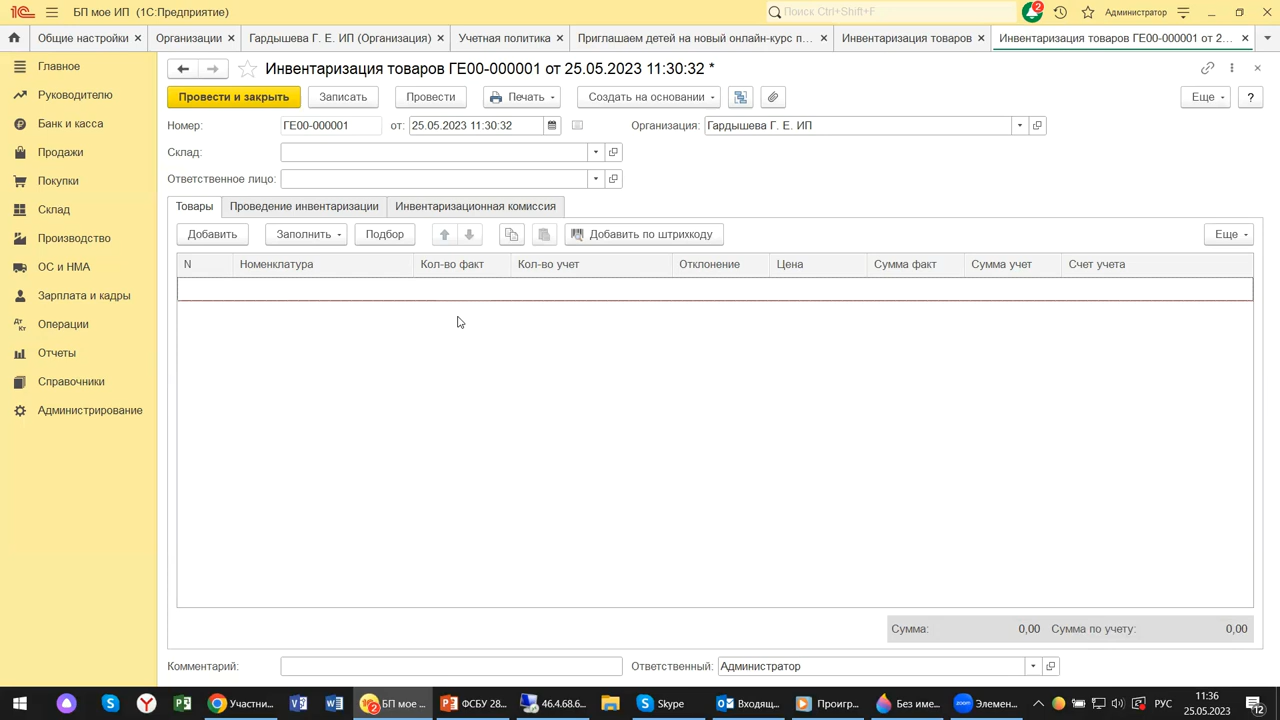 БП мое ИП (1С:Предприятие)
Поиск Ctrl+Shift+F
2
Администратор
Общие настройки
Организации
Гардышева Г. Е. ИП (Организация)
Учетная политика
Приглашаем детей на новый онлайн-курс п...
Инвентаризация товаров
Инвентаризация товаров ГЕ00-000001 от 2...
Главное
Руководителю
Банк и касса
Продажи
Покупки
Склад
Производство
ОС и НМА
Зарплата и кадры
Операции
Отчеты
Справочники
Администрирование
Инвентаризация товаров ГЕ00-000001 от 25.05.2023 11:30:32 *
Провести и закрыть
Записать
Провести
Печать
Создать на основании
Еще
?
Номер:
ГЕ00-000001
от:
25.05.2023 11:30:32
Организация:
Гардышева Г. Е. ИП
Склад:
Ответственное лицо:
Товары
Проведение инвентаризации
Инвентаризационная комиссия
Добавить
Заполнить
Подбор
Добавить по штрихкоду
Еще
N
Номенклатура
Кол-во факт
Кол-во учет
Отклонение
Цена
Сумма факт
Сумма учет
Счет учета
Сумма:
0,00
Сумма по учету:
0,00
Комментарий:
Ответственный:
Администратор
БП мое ...
ФСБУ 28...
46.4.68.6...
Участни...
Skype
Входящ...
Проигр...
Без име...
Элемен...
РУС
11:36
25.05.2023
12